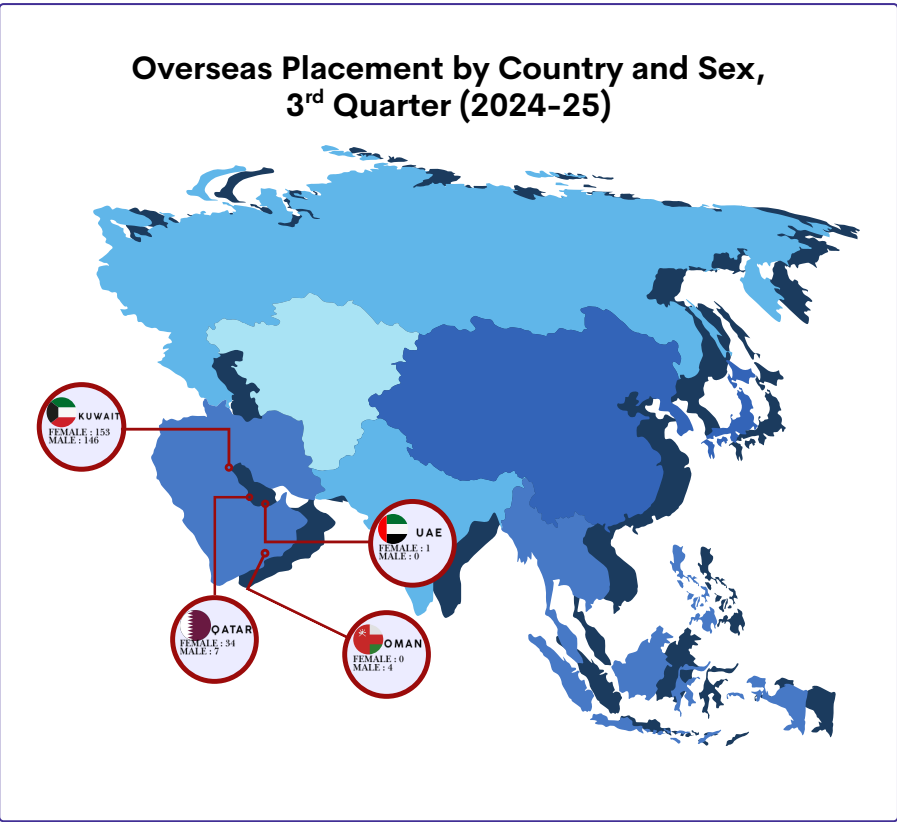 Overseas Placement by Country and Sex,
3rd Quarter (2024-25)
KUWAIT
FEMALE : 153
MALE : 146
UAE
FEMALE : 1
MALE : 0
QATAR
FEMALE : 34
MALE : 7
OMAN
FEMALE : 0
MALE : 4